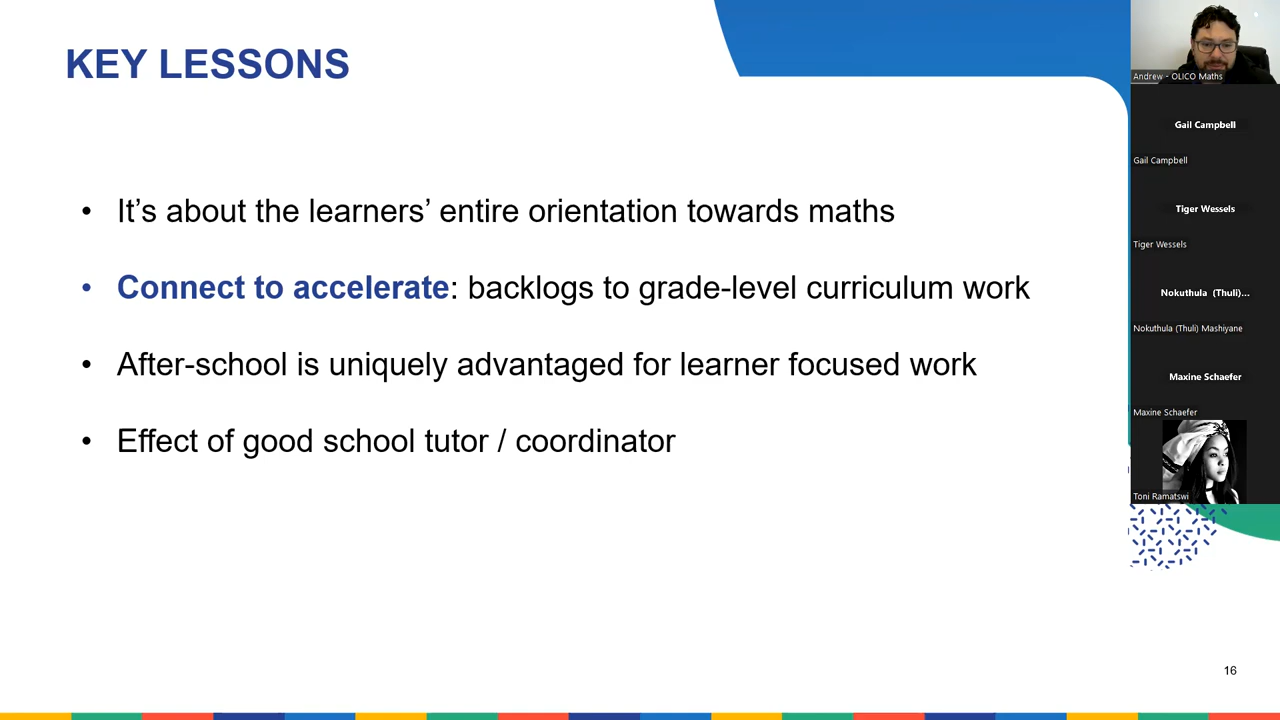 KEY LESSONS
• It’s about the learners’ entire orientation towards maths
• Connect to accelerate: backlogs to grade-level curriculum work
• After-school is uniquely advantaged for learner focused work
• Effect of good school tutor / coordinator
16
Andrew - OLICO Maths
Gail Campbell
Gail Campbell
Tiger Wessels
Tiger Wessels
Nokuthula (Thuli)...
Nokuthula (Thuli) Mashiyane
Maxine Schaefer
Maxine Schaefer
Toni Ramatswi